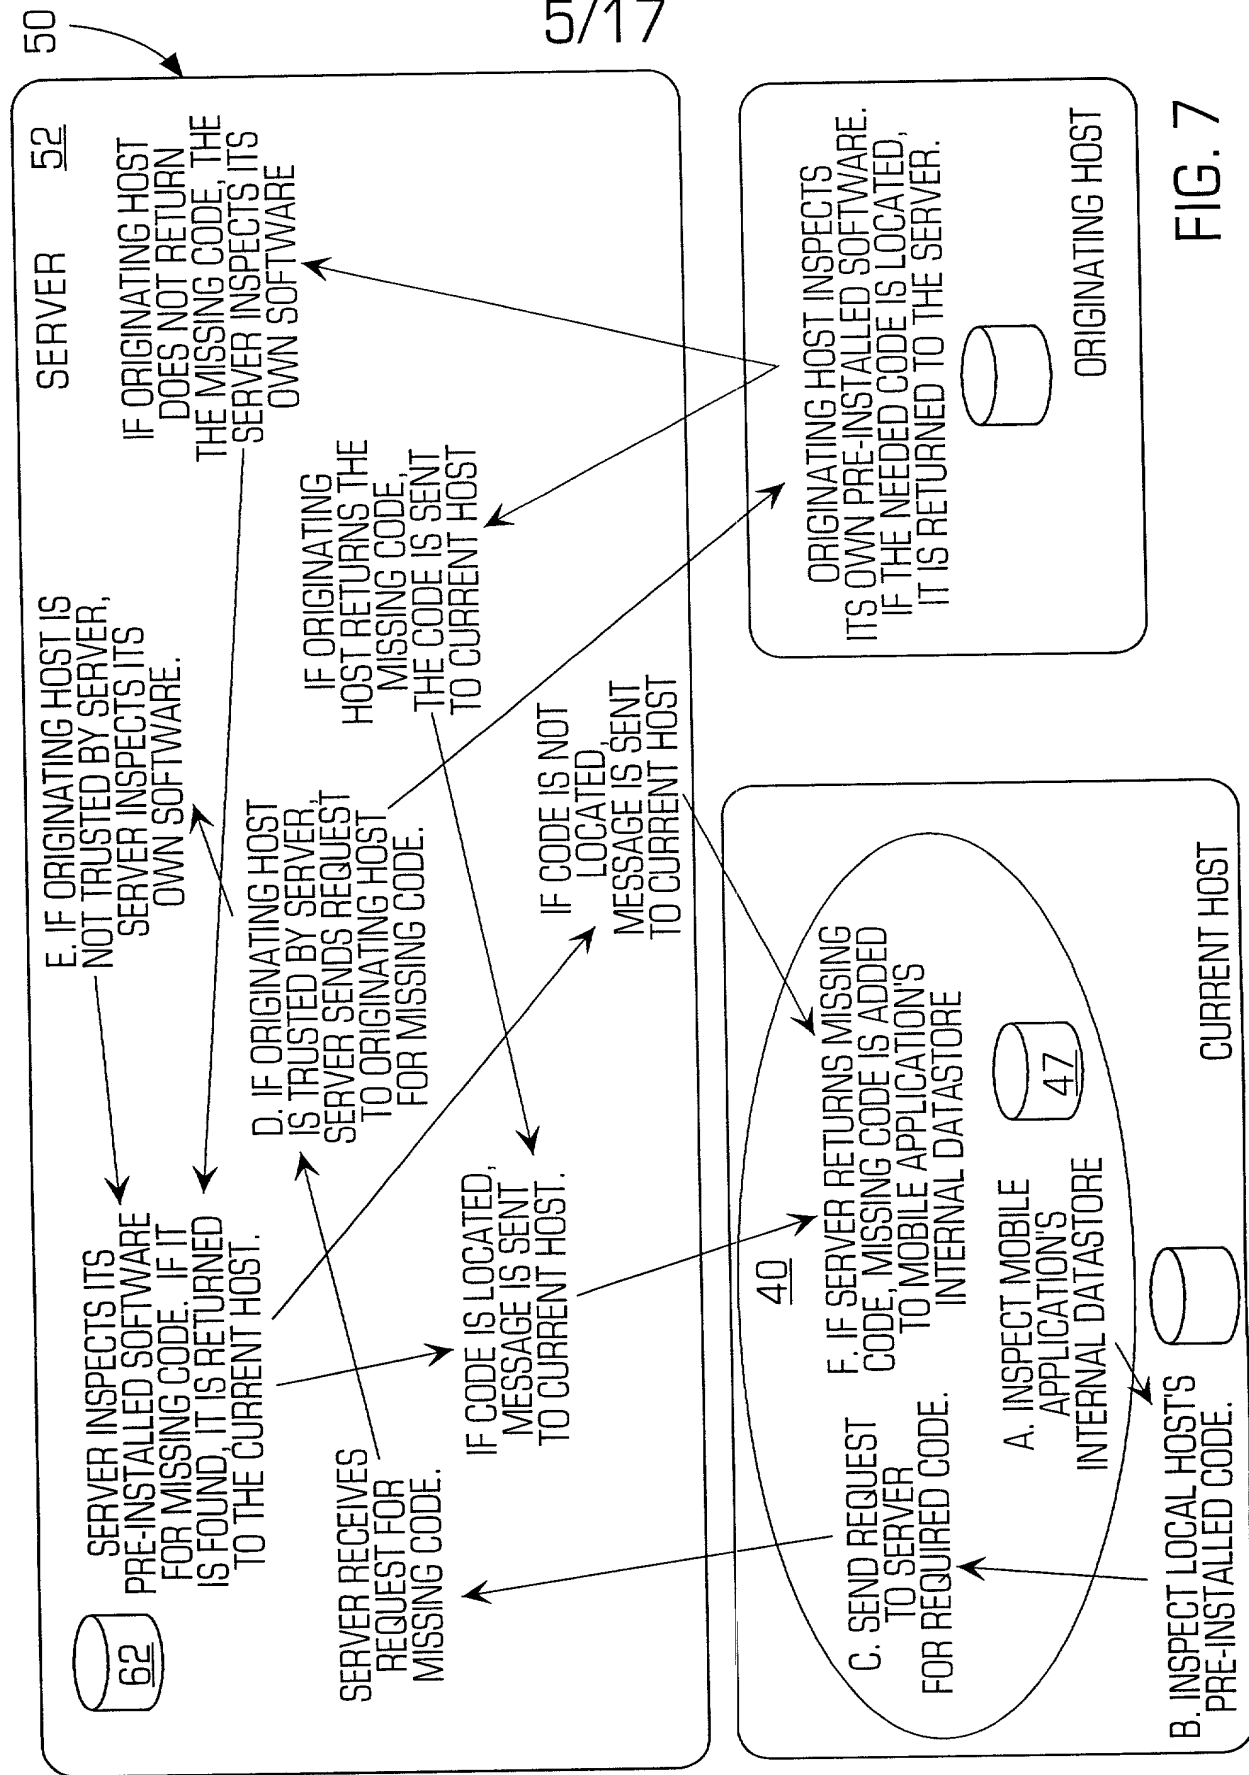 5/17
50
SERVER
52
62
SERVER INSPECTS ITS
PRE-INSTALLED SOFTWARE
FOR MISSING CODE. IF IT
IS FOUND, IT IS RETURNED
TO THE CURRENT HOST.
E. IF ORIGINATING HOST IS
NOT TRUSTED BY SERVER,
SERVER INSPECTS ITS
OWN SOFTWARE.
IF ORIGINATING HOST
DOES NOT RETURN
THE MISSING CODE, THE
SERVER INSPECTS ITS
OWN SOFTWARE
SERVER RECEIVES
REQUEST FOR
MISSING CODE.
D. IF ORIGINATING HOST
IS TRUSTED BY SERVER,
SERVER SENDS REQUEST
TO ORIGINATING HOST
FOR MISSING CODE.
IF ORIGINATING
HOST RETURNS THE
MISSING CODE,
THE CODE IS SENT
TO CURRENT HOST
IF CODE IS LOCATED,
MESSAGE IS SENT
TO CURRENT HOST.
IF CODE IS NOT
LOCATED,
MESSAGE IS SENT
TO CURRENT HOST
40
C. SEND REQUEST
TO SERVER
FOR REQUIRED CODE.
F. IF SERVER RETURNS MISSING
CODE, MISSING CODE IS ADDED
TO MOBILE APPLICATION'S
INTERNAL DATASTORE
A. INSPECT MOBILE
APPLICATION'S
INTERNAL DATASTORE
47
B. INSPECT LOCAL HOST'S
PRE-INSTALLED CODE.
CURRENT HOST
ORIGINATING HOST INSPECTS
ITS OWN PRE-INSTALLED SOFTWARE.
IF THE NEEDED CODE IS LOCATED,
IT IS RETURNED TO THE SERVER.
ORIGINATING HOST
FIG. 7